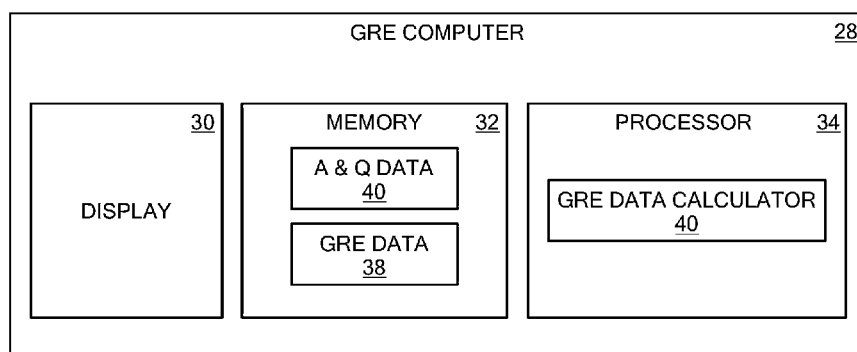 GRE COMPUTER 28
30
DISPLAY
MEMORY 32
A & Q DATA
40
GRE DATA
38
PROCESSOR 34
GRE DATA CALCULATOR
40